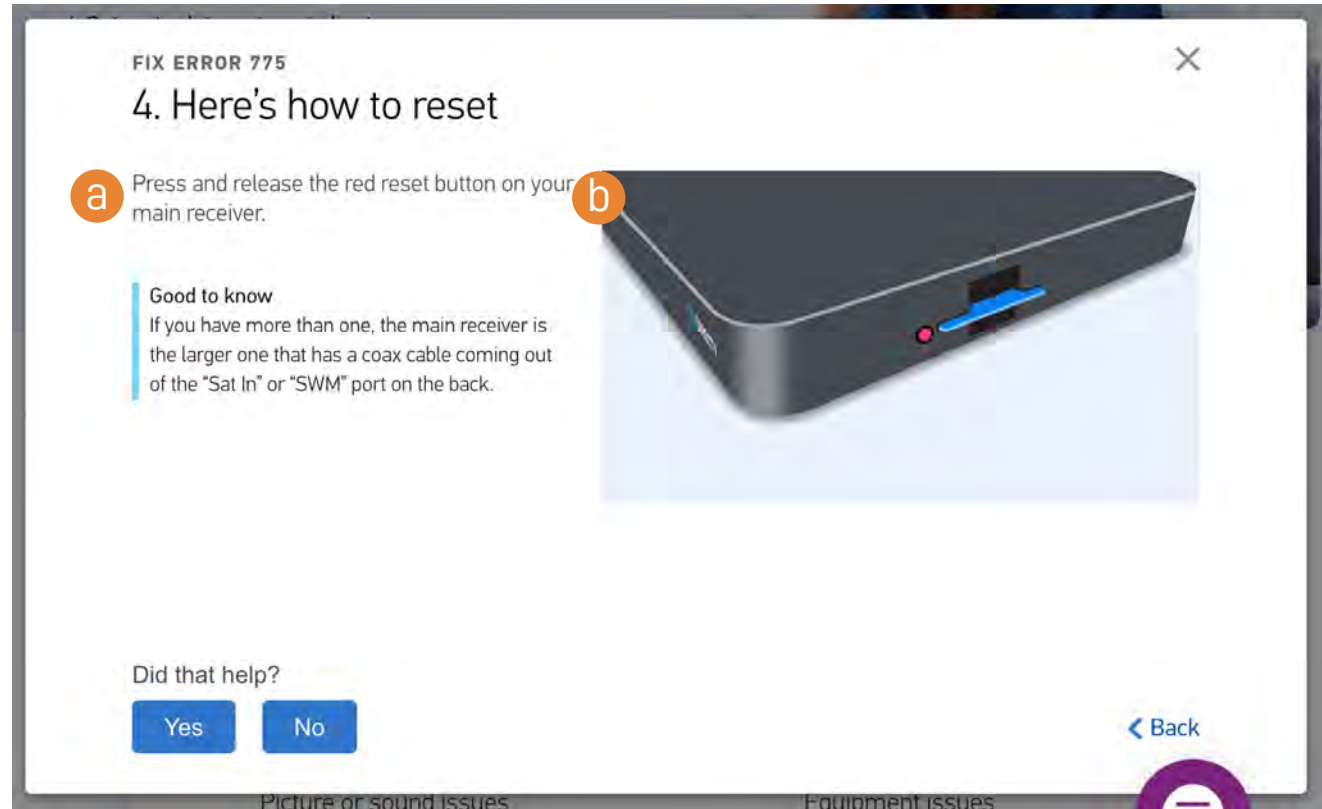 FIX ERROR 775
4. Here's how to reset
a
Press and release the red reset button on your
main receiver.
b
Good to know
If you have more than one, the main receiver is
the larger one that has a coax cable coming out
of the “Sat In” or “SWM” port on the back.
Did that help?
Yes
No
Back
Picture or sound issues
Equipment issues